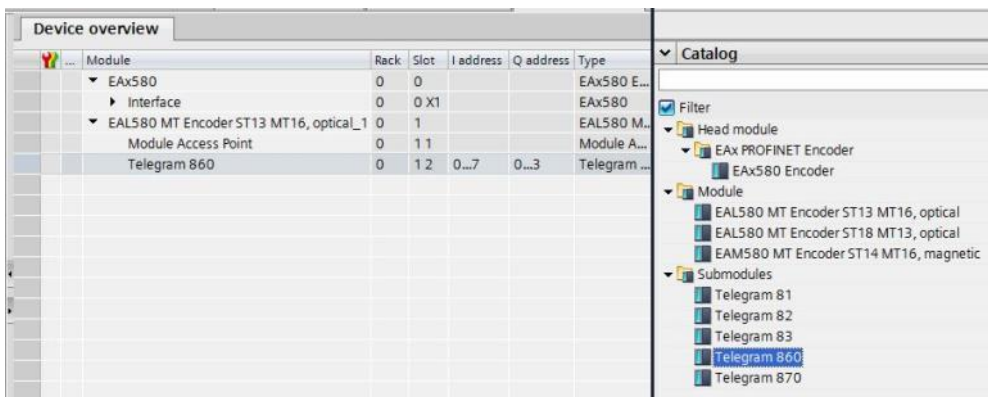 Device overview
... Module Rack Slot I address Q address Type
EAx580 0 0 EAx580 E...
Interface 0 0 X1 EAx580
EAL580 MT Encoder ST13 MT16, optical_1 0 1 EAL580 M...
Module Access Point 0 1 1 Module A...
Telegram 860 0 1 2 0...7 0...3 Telegram ...
Catalog
Filter
Head module
EAx PROFINET Encoder
EAx580 Encoder
Module
EAL580 MT Encoder ST13 MT16, optical
EAL580 MT Encoder ST18 MT13, optical
EAM580 MT Encoder ST14 MT16, magnetic
Submodules
Telegram 81
Telegram 82
Telegram 83
Telegram 860
Telegram 870